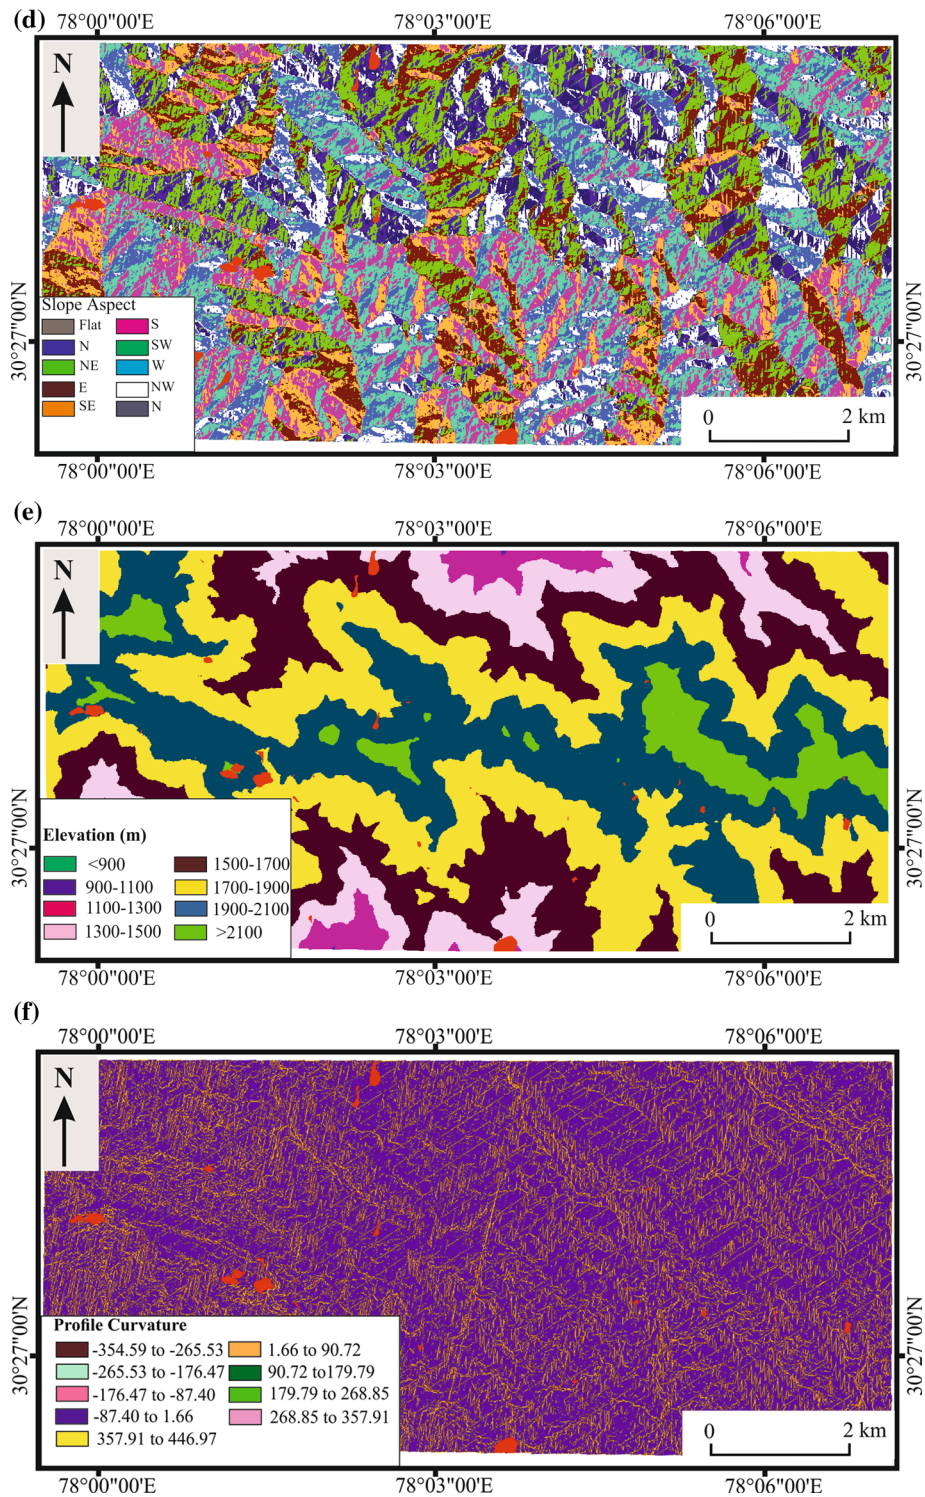 (d)
78°00"00'E 78°03"00'E 78°06"00'E
N
30°27"00'N
30°27"00'N
Slope Aspect
Flat S
N SW
NE W
E NW
SE N
0 2 km
78°00"00'E 78°03"00'E 78°06"00'E
(e)
78°00"00'E 78°03"00'E 78°06"00'E
N
30°27"00'N
30°27"00'N
Elevation (m)
<900 1500-1700
900-1100 1700-1900
1100-1300 1900-2100
1300-1500 >2100
0 2 km
78°00"00'E 78°03"00'E 78°06"00'E
(f)
78°00"00'E 78°03"00'E 78°06"00'E
N
30°27"00'N
30°27"00'N
Profile Curvature
-354.59 to -265.53 1.66 to 90.72
-265.53 to -176.47 90.72 to179.79
-176.47 to -87.40 179.79 to 268.85
-87.40 to 1.66 268.85 to 357.91
357.91 to 446.97
0 2 km
78°00"00'E 78°03"00'E 78°06"00'E